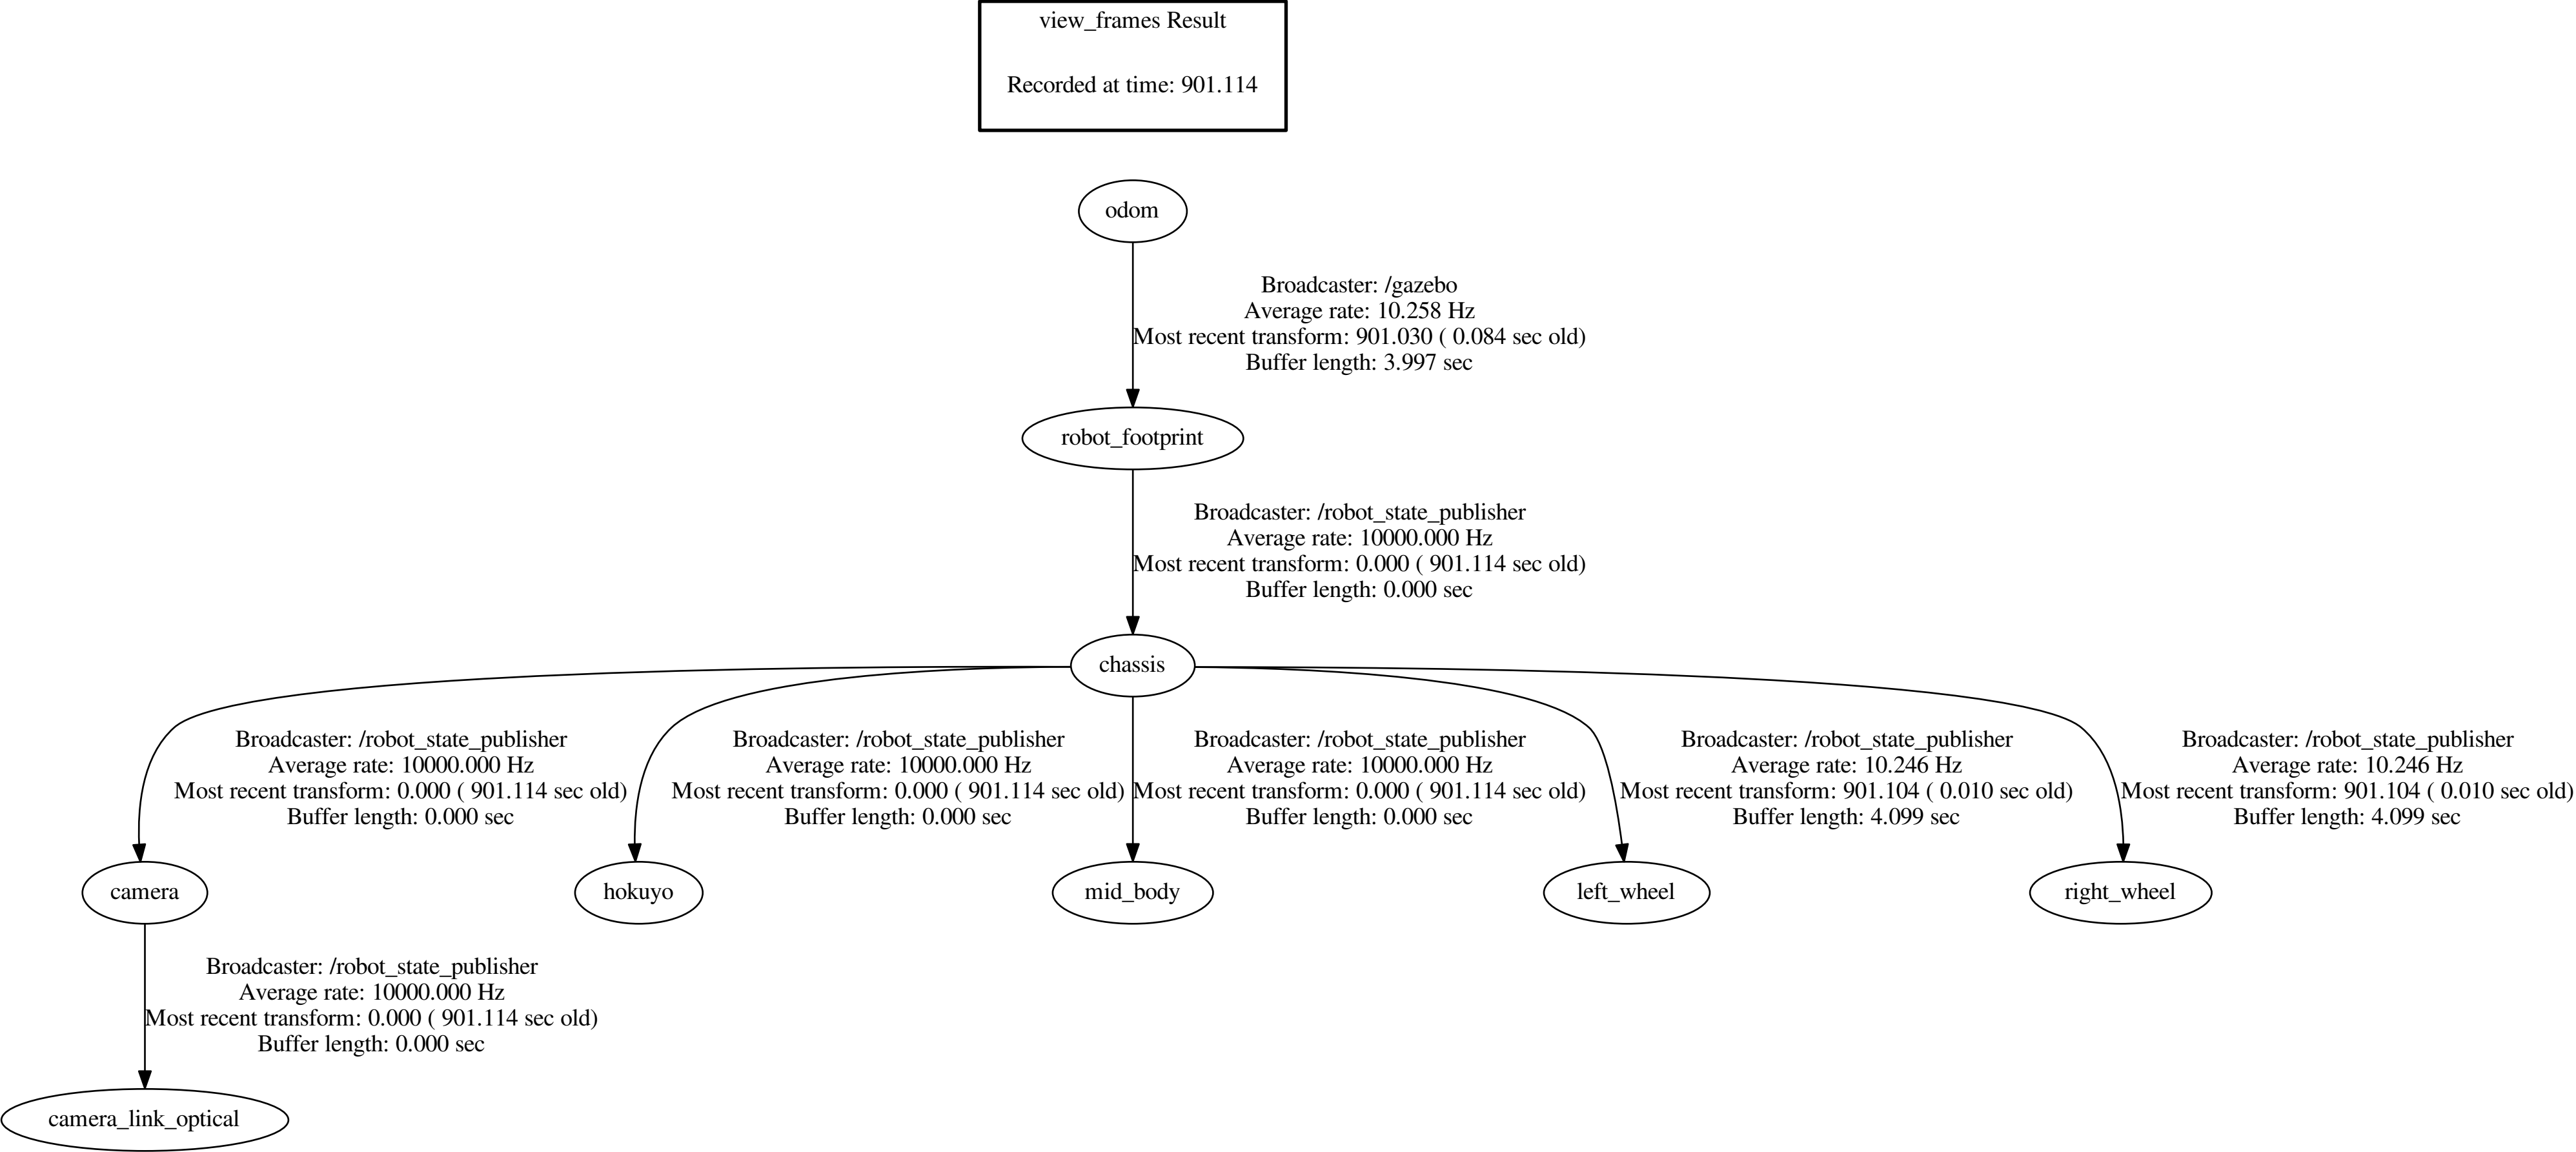 view_frames Result
Recorded at time: 901.114
odom
Broadcaster: /gazebo
Average rate: 10.258 Hz
Most recent transform: 901.030 ( 0.084 sec old)
Buffer length: 3.997 sec
robot_footprint
Broadcaster: /robot_state_publisher
Average rate: 10000.000 Hz
Most recent transform: 0.000 ( 901.114 sec old)
Buffer length: 0.000 sec
chassis
Broadcaster: /robot_state_publisher
Average rate: 10000.000 Hz
Most recent transform: 0.000 ( 901.114 sec old)
Buffer length: 0.000 sec
Broadcaster: /robot_state_publisher
Average rate: 10000.000 Hz
Most recent transform: 0.000 ( 901.114 sec old)
Buffer length: 0.000 sec
Broadcaster: /robot_state_publisher
Average rate: 10000.000 Hz
Most recent transform: 0.000 ( 901.114 sec old)
Buffer length: 0.000 sec
Broadcaster: /robot_state_publisher
Average rate: 10.246 Hz
Most recent transform: 901.104 ( 0.010 sec old)
Buffer length: 4.099 sec
Broadcaster: /robot_state_publisher
Average rate: 10.246 Hz
Most recent transform: 901.104 ( 0.010 sec old)
Buffer length: 4.099 sec
camera
hokuyo
mid_body
left_wheel
right_wheel
Broadcaster: /robot_state_publisher
Average rate: 10000.000 Hz
Most recent transform: 0.000 ( 901.114 sec old)
Buffer length: 0.000 sec
camera_link_optical